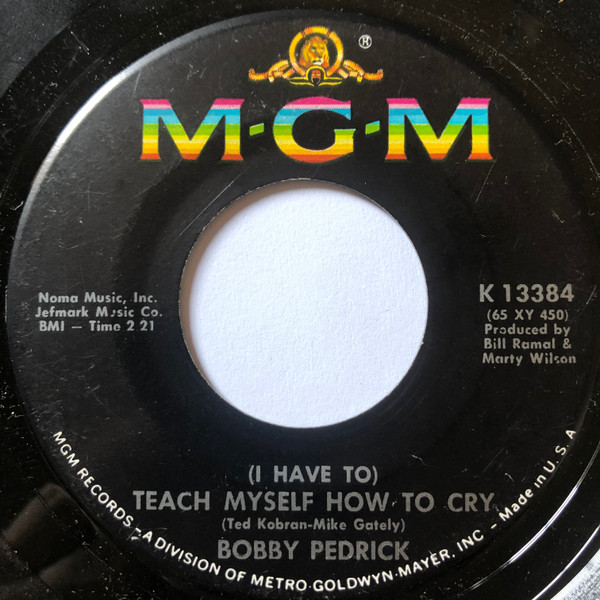 ®
M·G·M
Noma Music, Inc.
Jefmark Music Co.
BMI — Time 2 21
K 13384
(65 XY 450)
Produced by
Bill Ramal &
Marty Wilson
(I HAVE TO)
TEACH MYSELF HOW TO CRY
(Ted Kobran-Mike Gately)
BOBBY PEDRICK
MGM RECORDS - A DIVISION OF METRO-GOLDWYN-MAYER, INC - Made in U. S. A